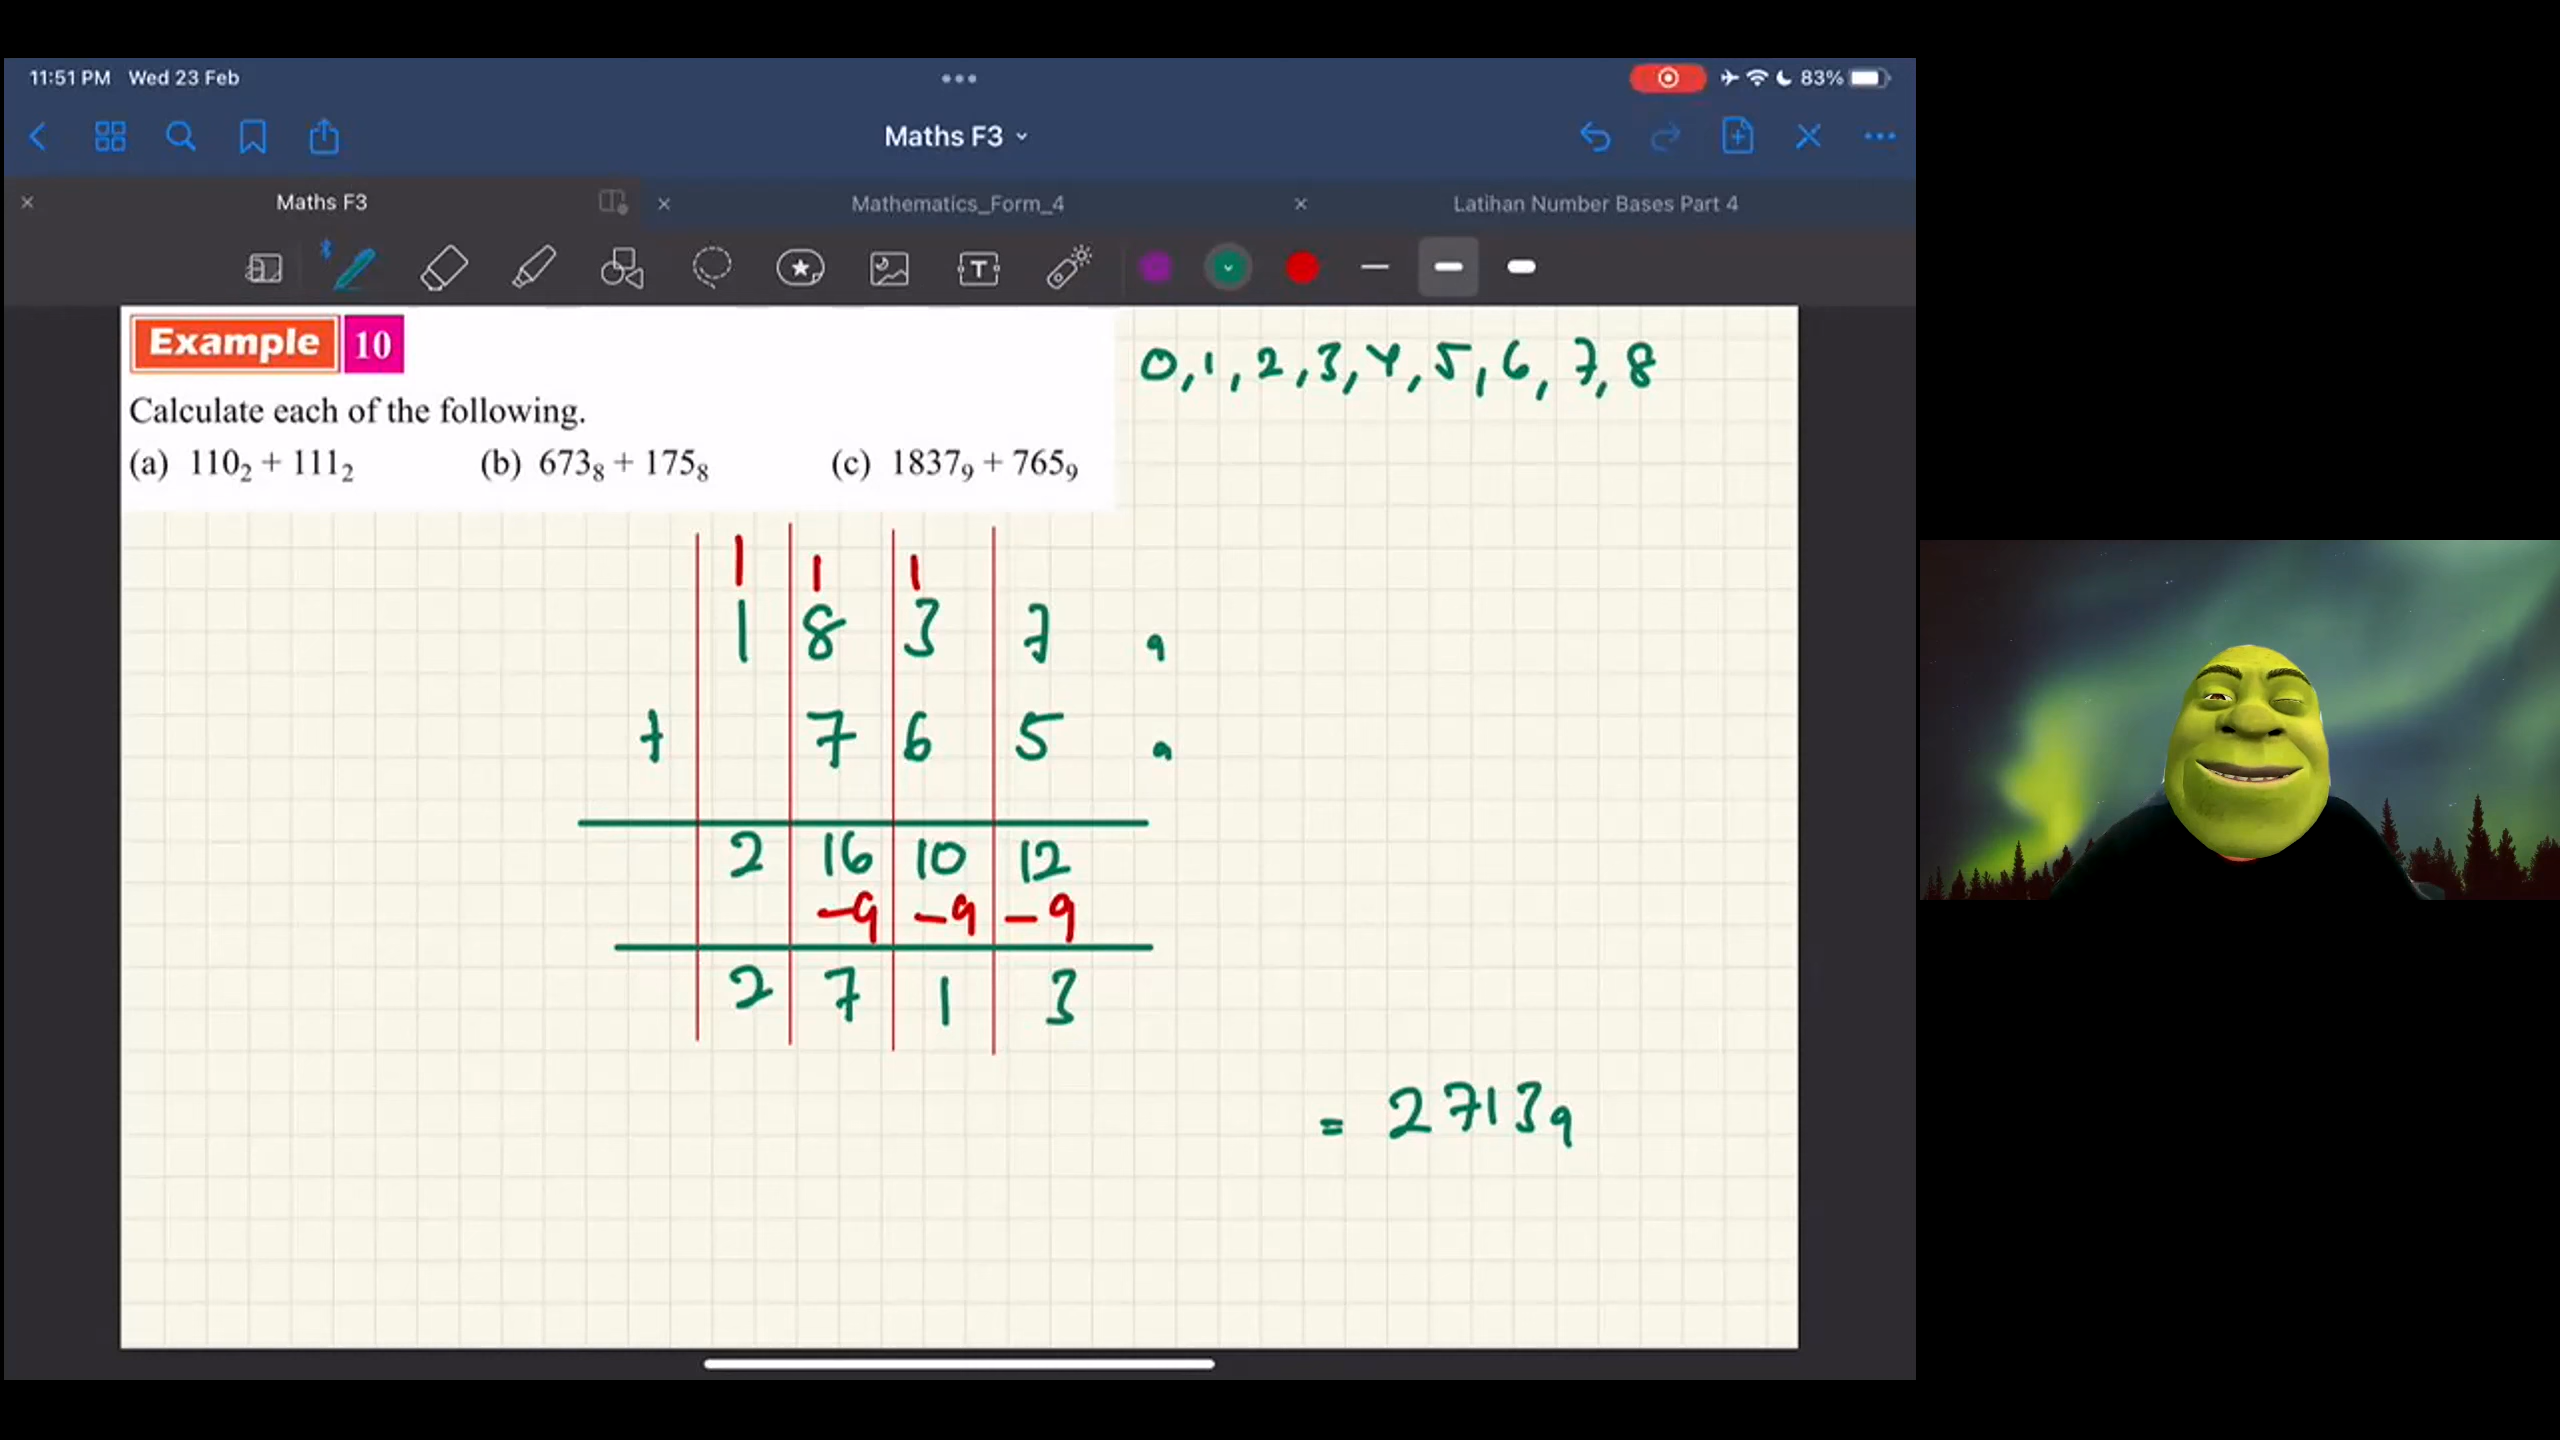 11:51 PM Wed 23 Feb
83%
Maths F3
Maths F3
Mathematics_Form_4
Latihan Number Bases Part 4
T
Example 10
0, 1, 2, 3, 4, 5, 6, 7, 8
Calculate each of the following.
(a) 110₂ + 111₂ (b) 673₈ + 175₈ (c) 1837₉ + 765₉
1 1 1
1 8 3 7 ₉
+ 7 6 5 ₉
2 16 10 12
-9 -9 -9
2 7 1 3
= 2713₉